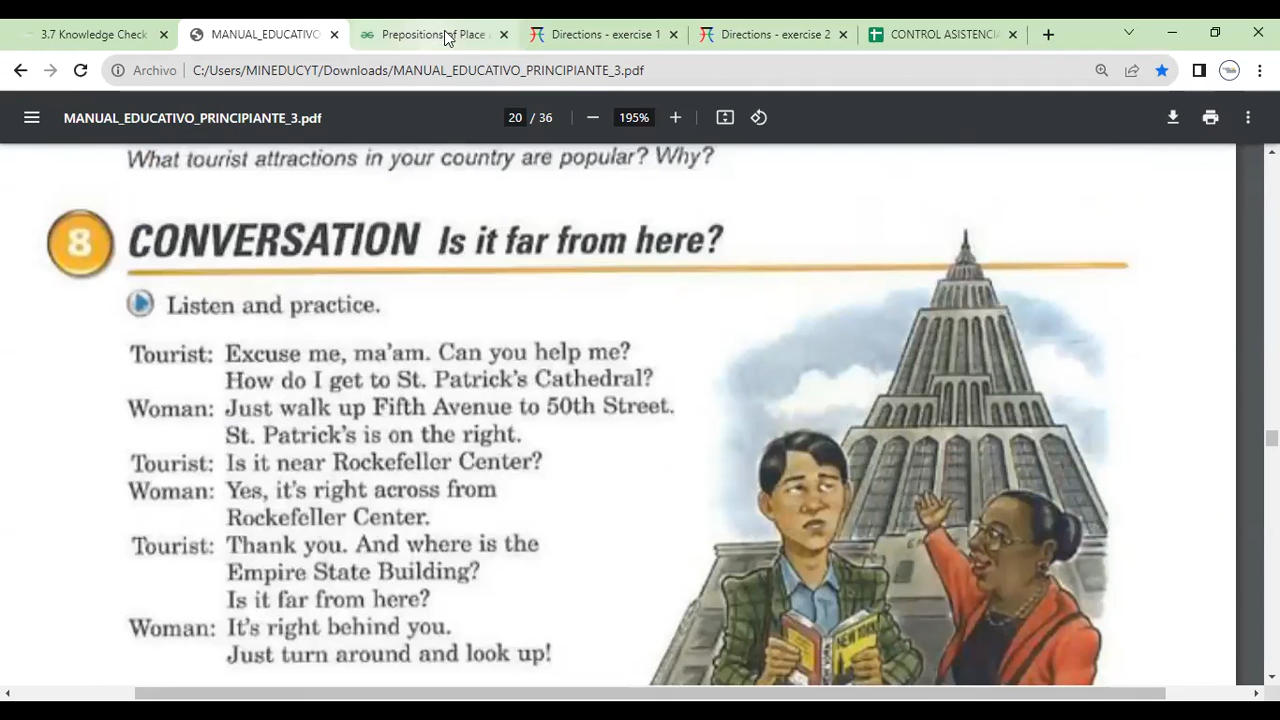 3.7 Knowledge Check
MANUAL_EDUCATIVO
Prepositions of Place
Directions - exercise 1
Directions - exercise 2
CONTROL ASISTENCIA
Archivo
C:/Users/MINEDUCYT/Downloads/MANUAL_EDUCATIVO_PRINCIPIANTE_3.pdf
MANUAL_EDUCATIVO_PRINCIPIANTE_3.pdf
20 / 36
195%
What tourist attractions in your country are popular? Why?
8 CONVERSATION Is it far from here?
Listen and practice.
Tourist: Excuse me, ma'am. Can you help me?
How do I get to St. Patrick's Cathedral?
Woman: Just walk up Fifth Avenue to 50th Street.
St. Patrick's is on the right.
Tourist: Is it near Rockefeller Center?
Woman: Yes, it's right across from
Rockefeller Center.
Tourist: Thank you. And where is the
Empire State Building?
Is it far from here?
Woman: It's right behind you.
Just turn around and look up!
NEW YORK